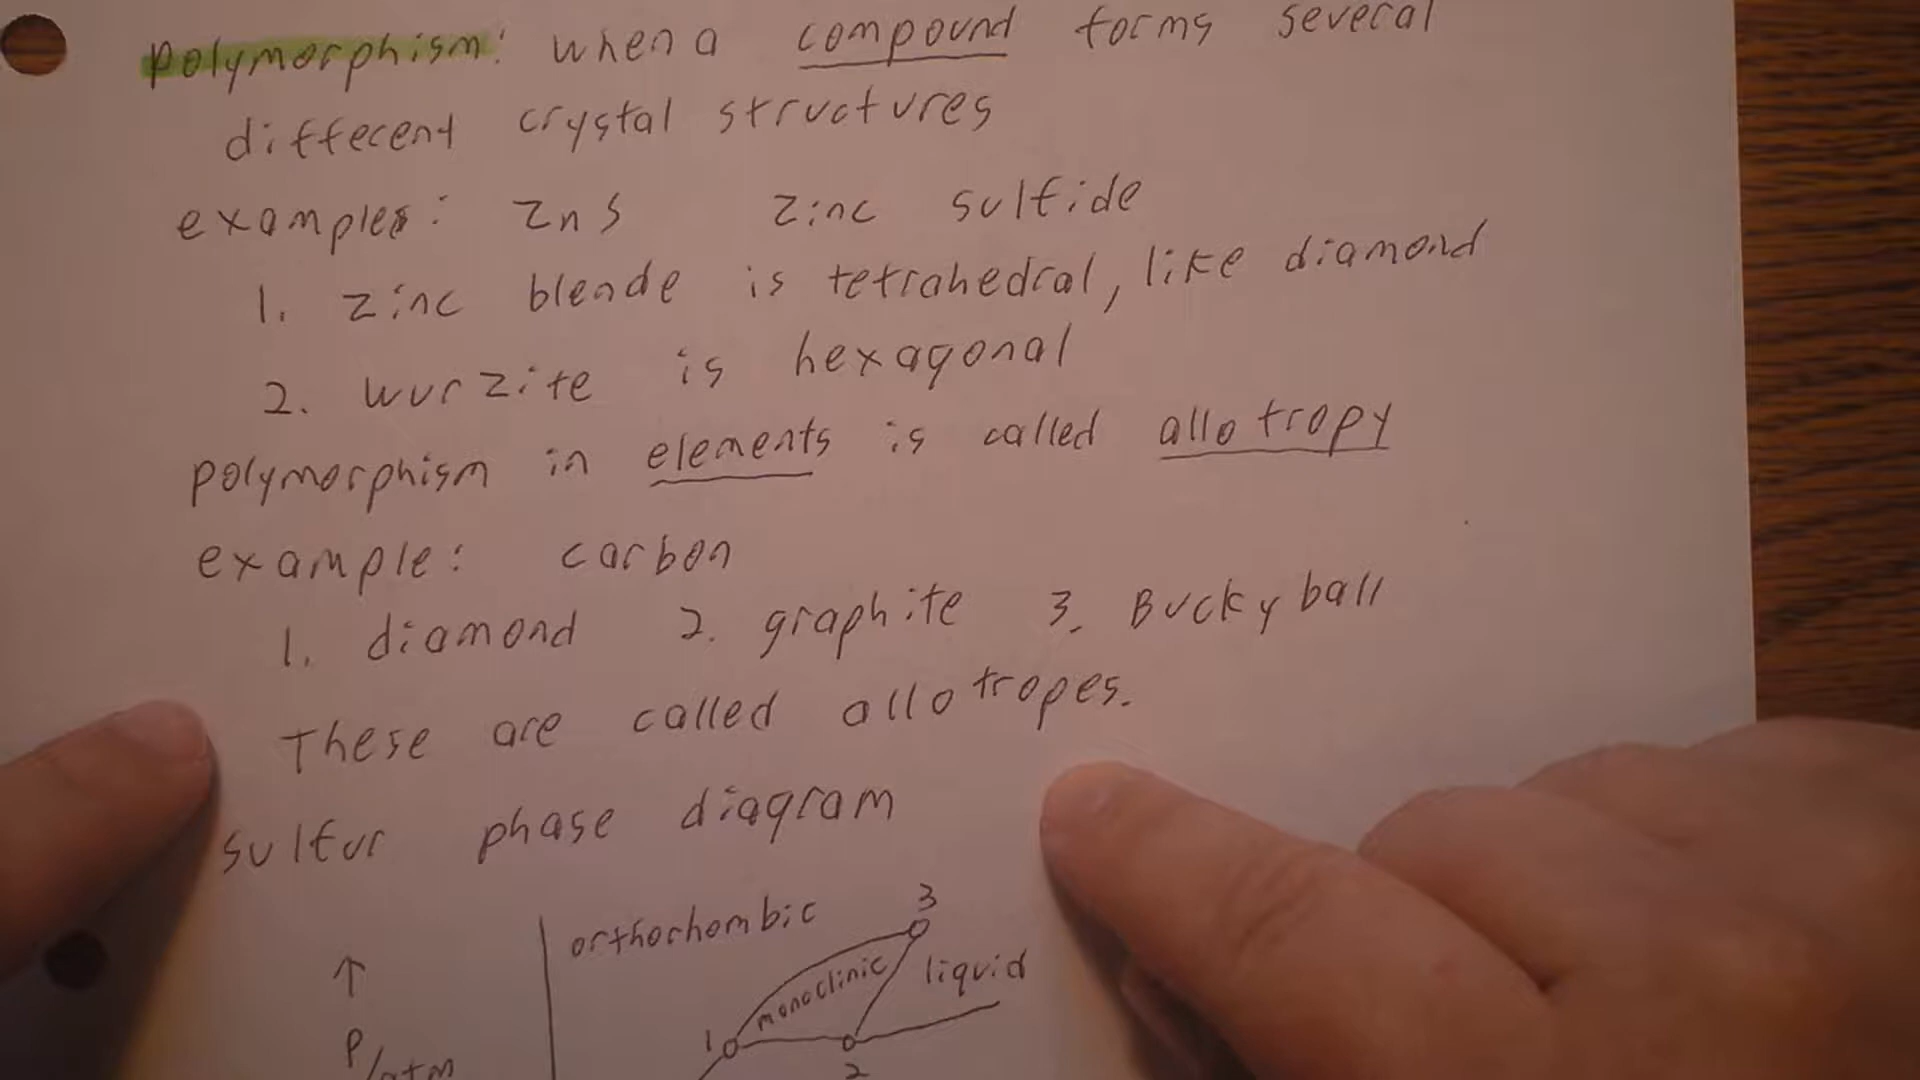 polymorphism: when a compound forms several
different crystal structures
examples: ZnS zinc sulfide
1. zinc blende is tetrahedral, like diamond
2. wurzite is hexagonal
polymorphism in elements is called allotropy
example: carbon
1. diamond 2. graphite 3. Buckyball
These are called allotropes.
sulfur phase diagram
orthorhombic 3
↑ monoclinic liquid
1
P/atm 2